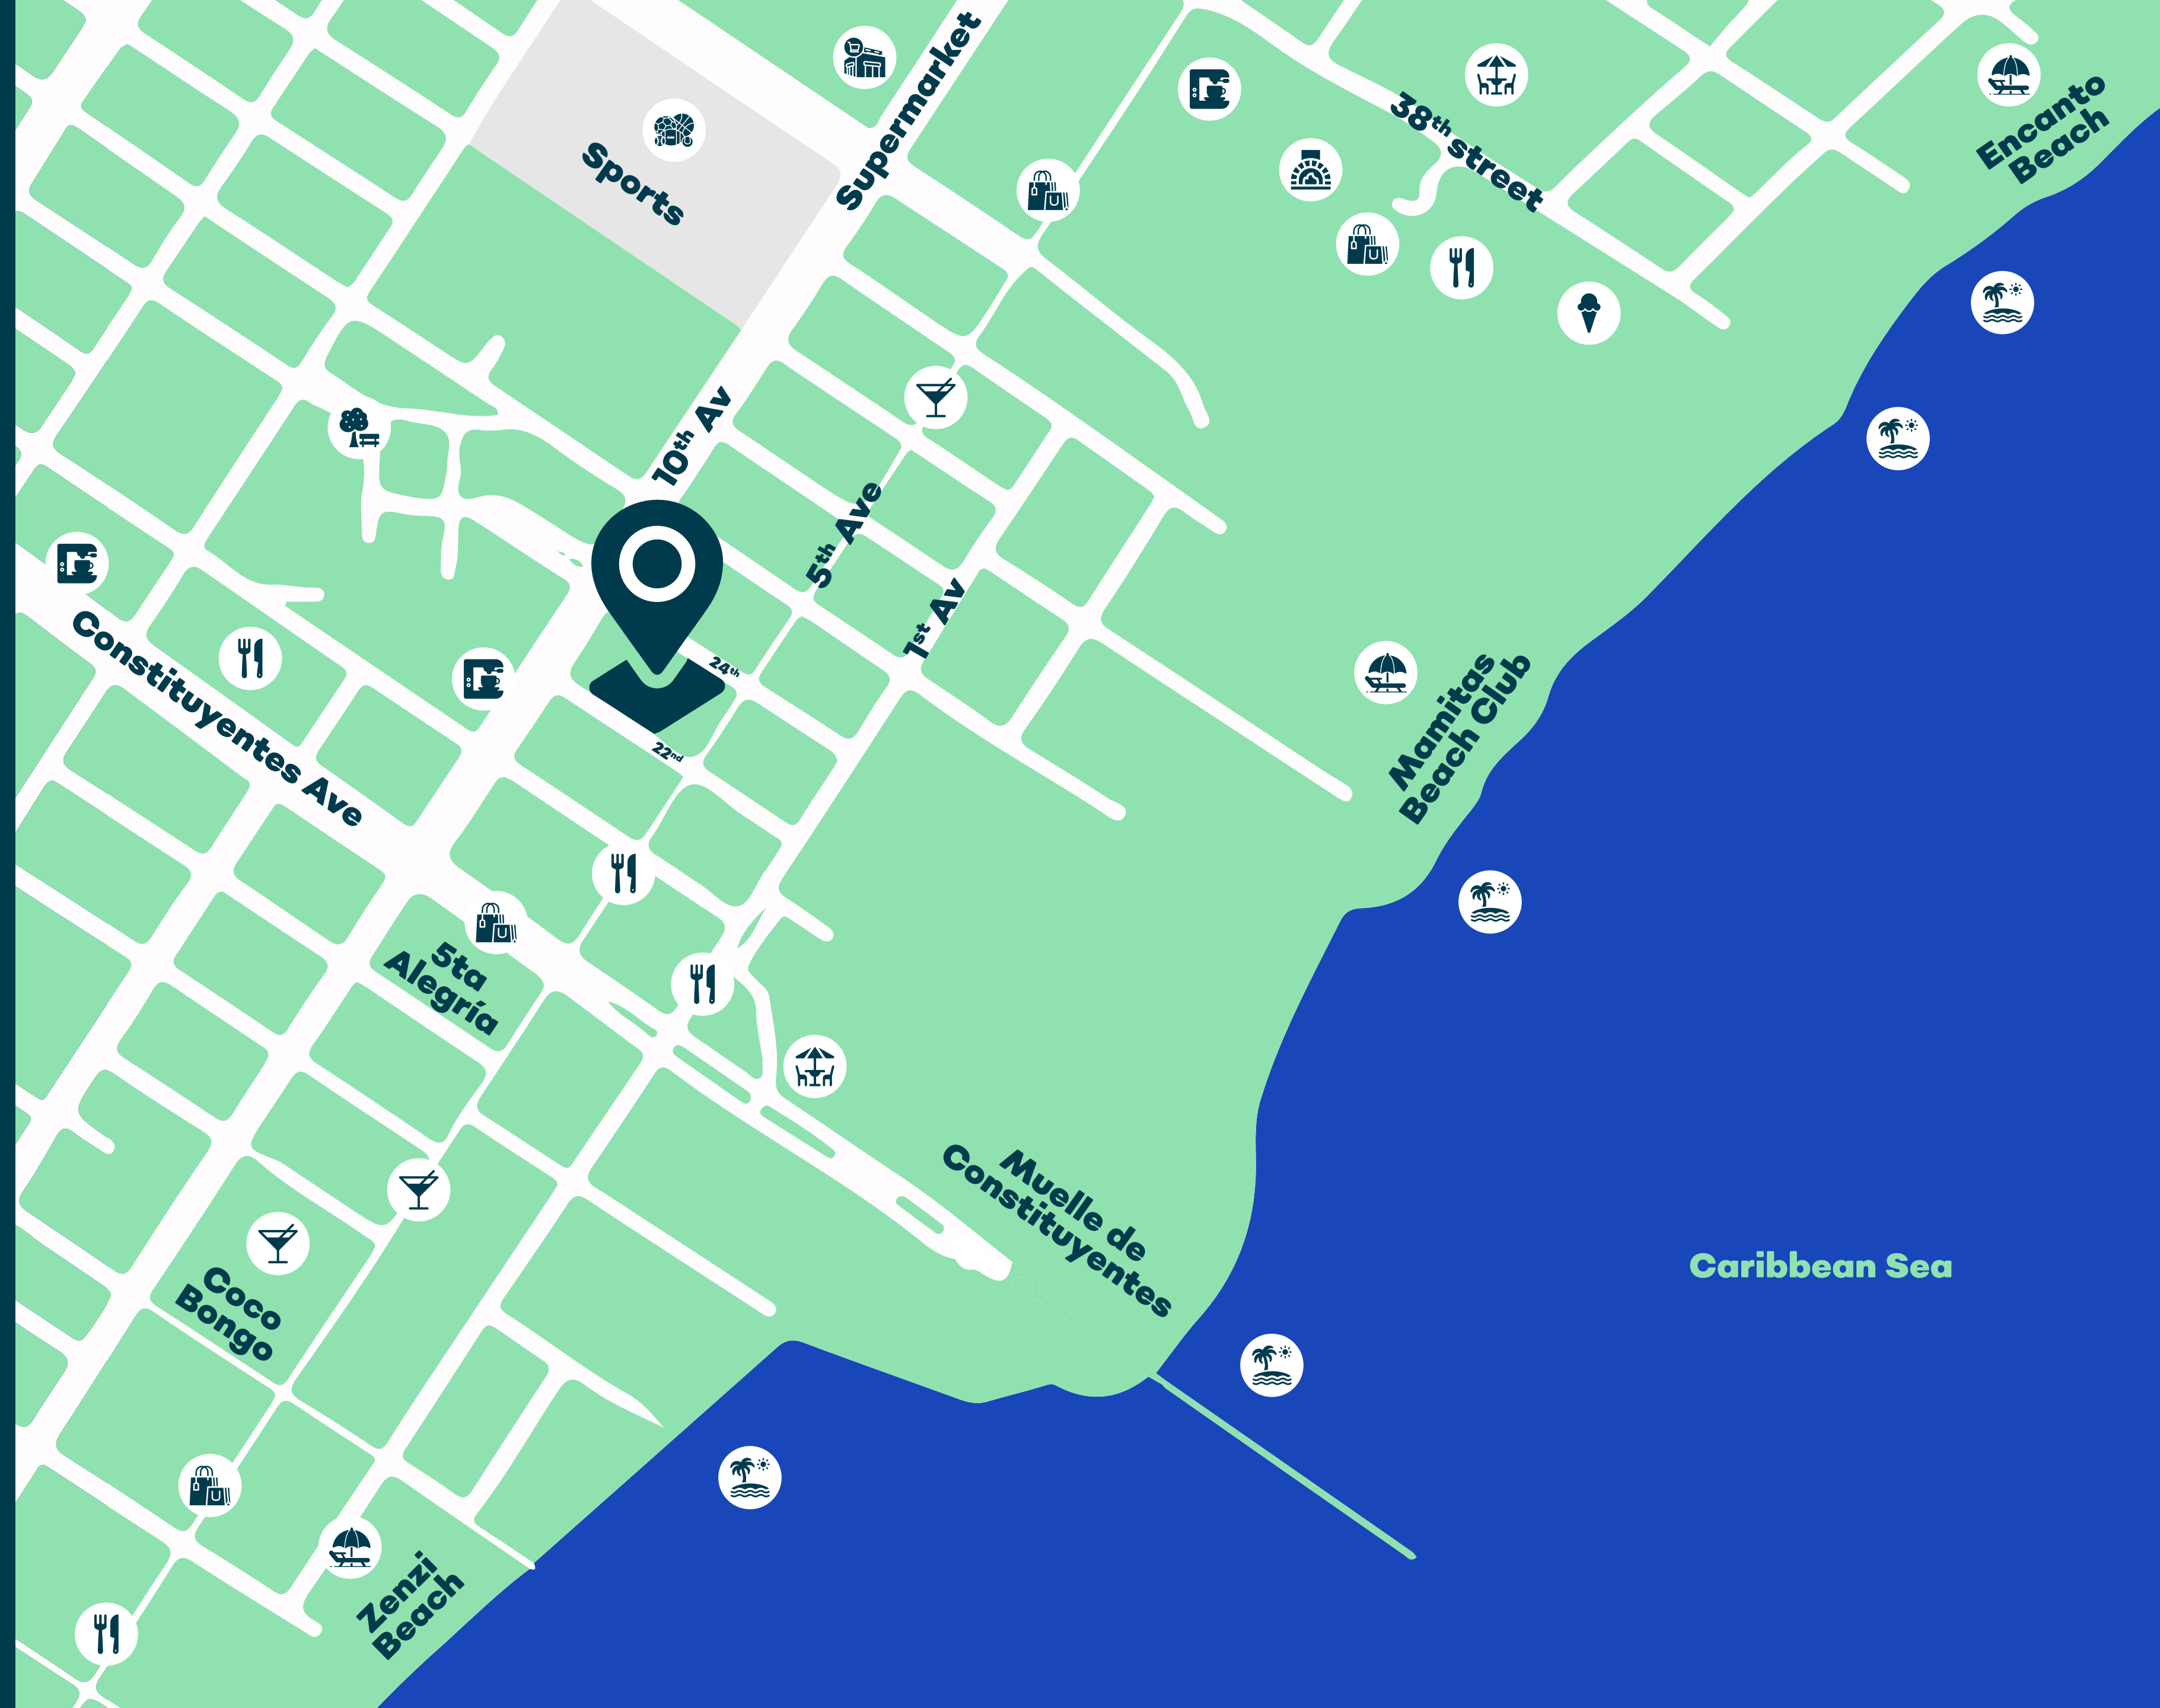 Supermarket
Sports
38th street
Encanto
Beach
10th Av
5th Ave
1st Av
24th
22nd
Constituyentes Ave
Mamitas
Beach Club
5ta
Alegría
Muelle de
Constituyentes
Caribbean Sea
Coco
Bongo
Zenzi
Beach